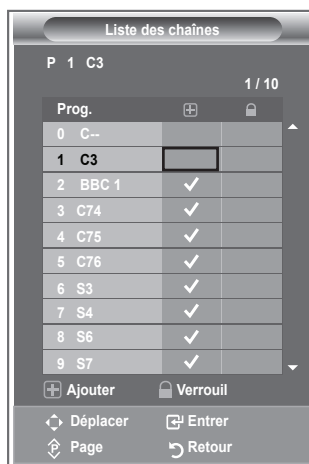 Liste des chaînes
P 1 C3
1 / 10
Prog.
0 C--
1 C3
2 BBC 1
3 C74
4 C75
5 C76
6 S3
7 S4
8 S6
9 S7
Ajouter Verrouil
Déplacer Entrer
Page Retour